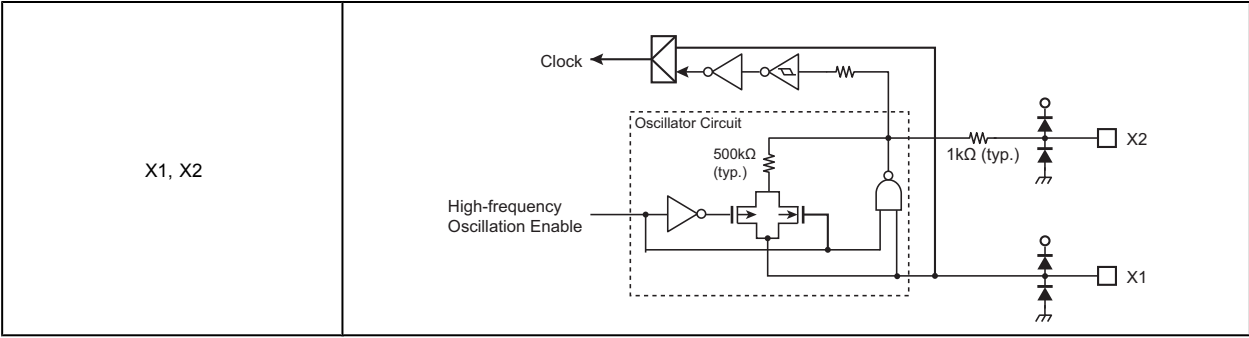 X1, X2
Clock
Oscillator Circuit
500kΩ
(typ.)
1kΩ (typ.)
X2
High-frequency
Oscillation Enable
X1